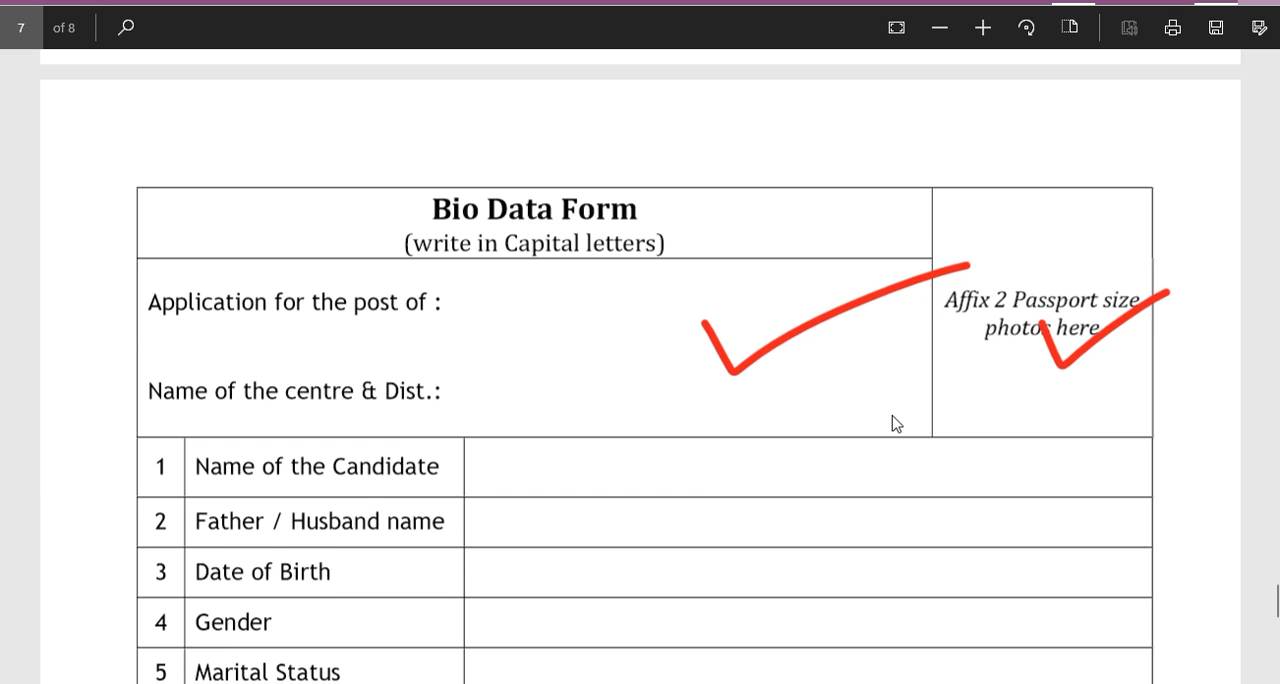 7 of 8
Bio Data Form
(write in Capital letters)
Application for the post of :
Affix 2 Passport size
photos here
Name of the centre & Dist.:
1 Name of the Candidate
2 Father / Husband name
3 Date of Birth
4 Gender
5 Marital Status